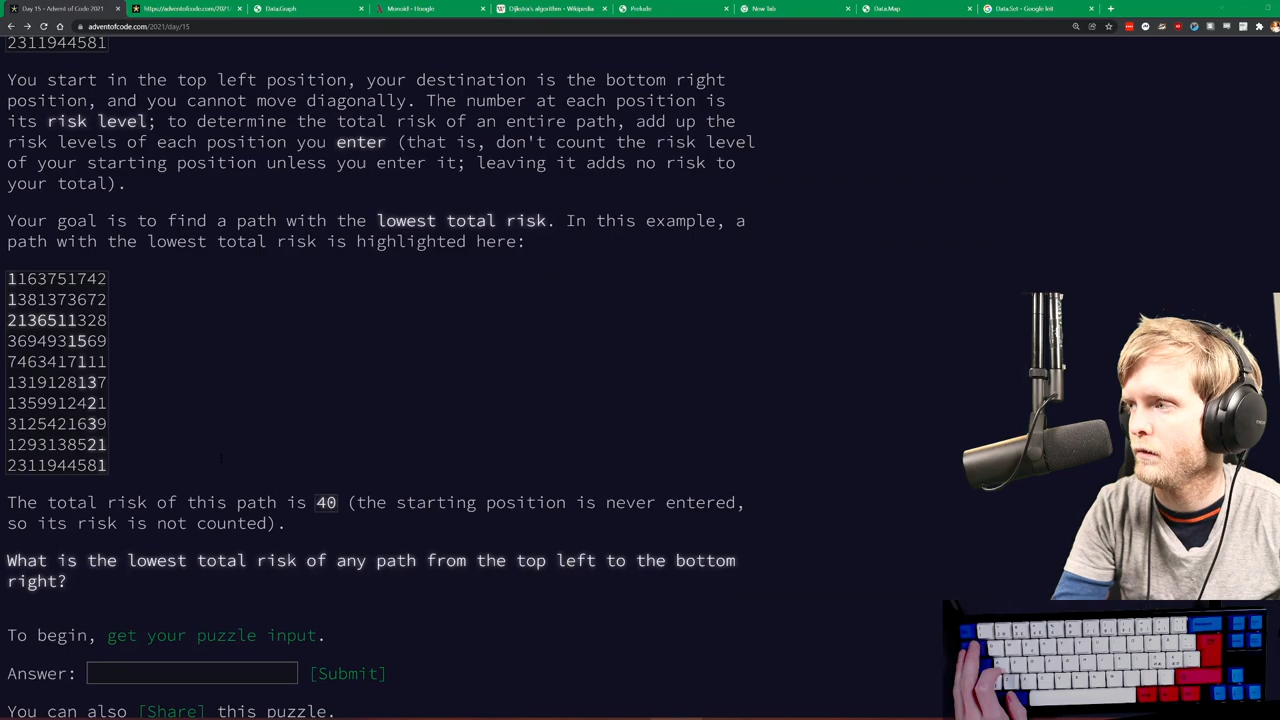 Day 15 - Advent of Code 2021
https://adventofcode.com/2021/
Data.Graph
Monoid - Hoogle
Dijkstra's algorithm - Wikipedia
Prelude
New Tab
Data.Map
Data.Set - Google
adventofcode.com/2021/day/15
2311944581
You start in the top left position, your destination is the bottom right
position, and you cannot move diagonally. The number at each position is
its risk level; to determine the total risk of an entire path, add up the
risk levels of each position you enter (that is, don't count the risk level
of your starting position unless you enter it; leaving it adds no risk to
your total).
Your goal is to find a path with the lowest total risk. In this example, a
path with the lowest total risk is highlighted here:
1163751742
1381373672
2136511328
3694931569
7463417111
1319128137
1359912421
3125421639
1293138521
2311944581
The total risk of this path is 40 (the starting position is never entered,
so its risk is not counted).
What is the lowest total risk of any path from the top left to the bottom
right?
To begin, get your puzzle input.
Answer: [Submit]
You can also [Share] this puzzle.